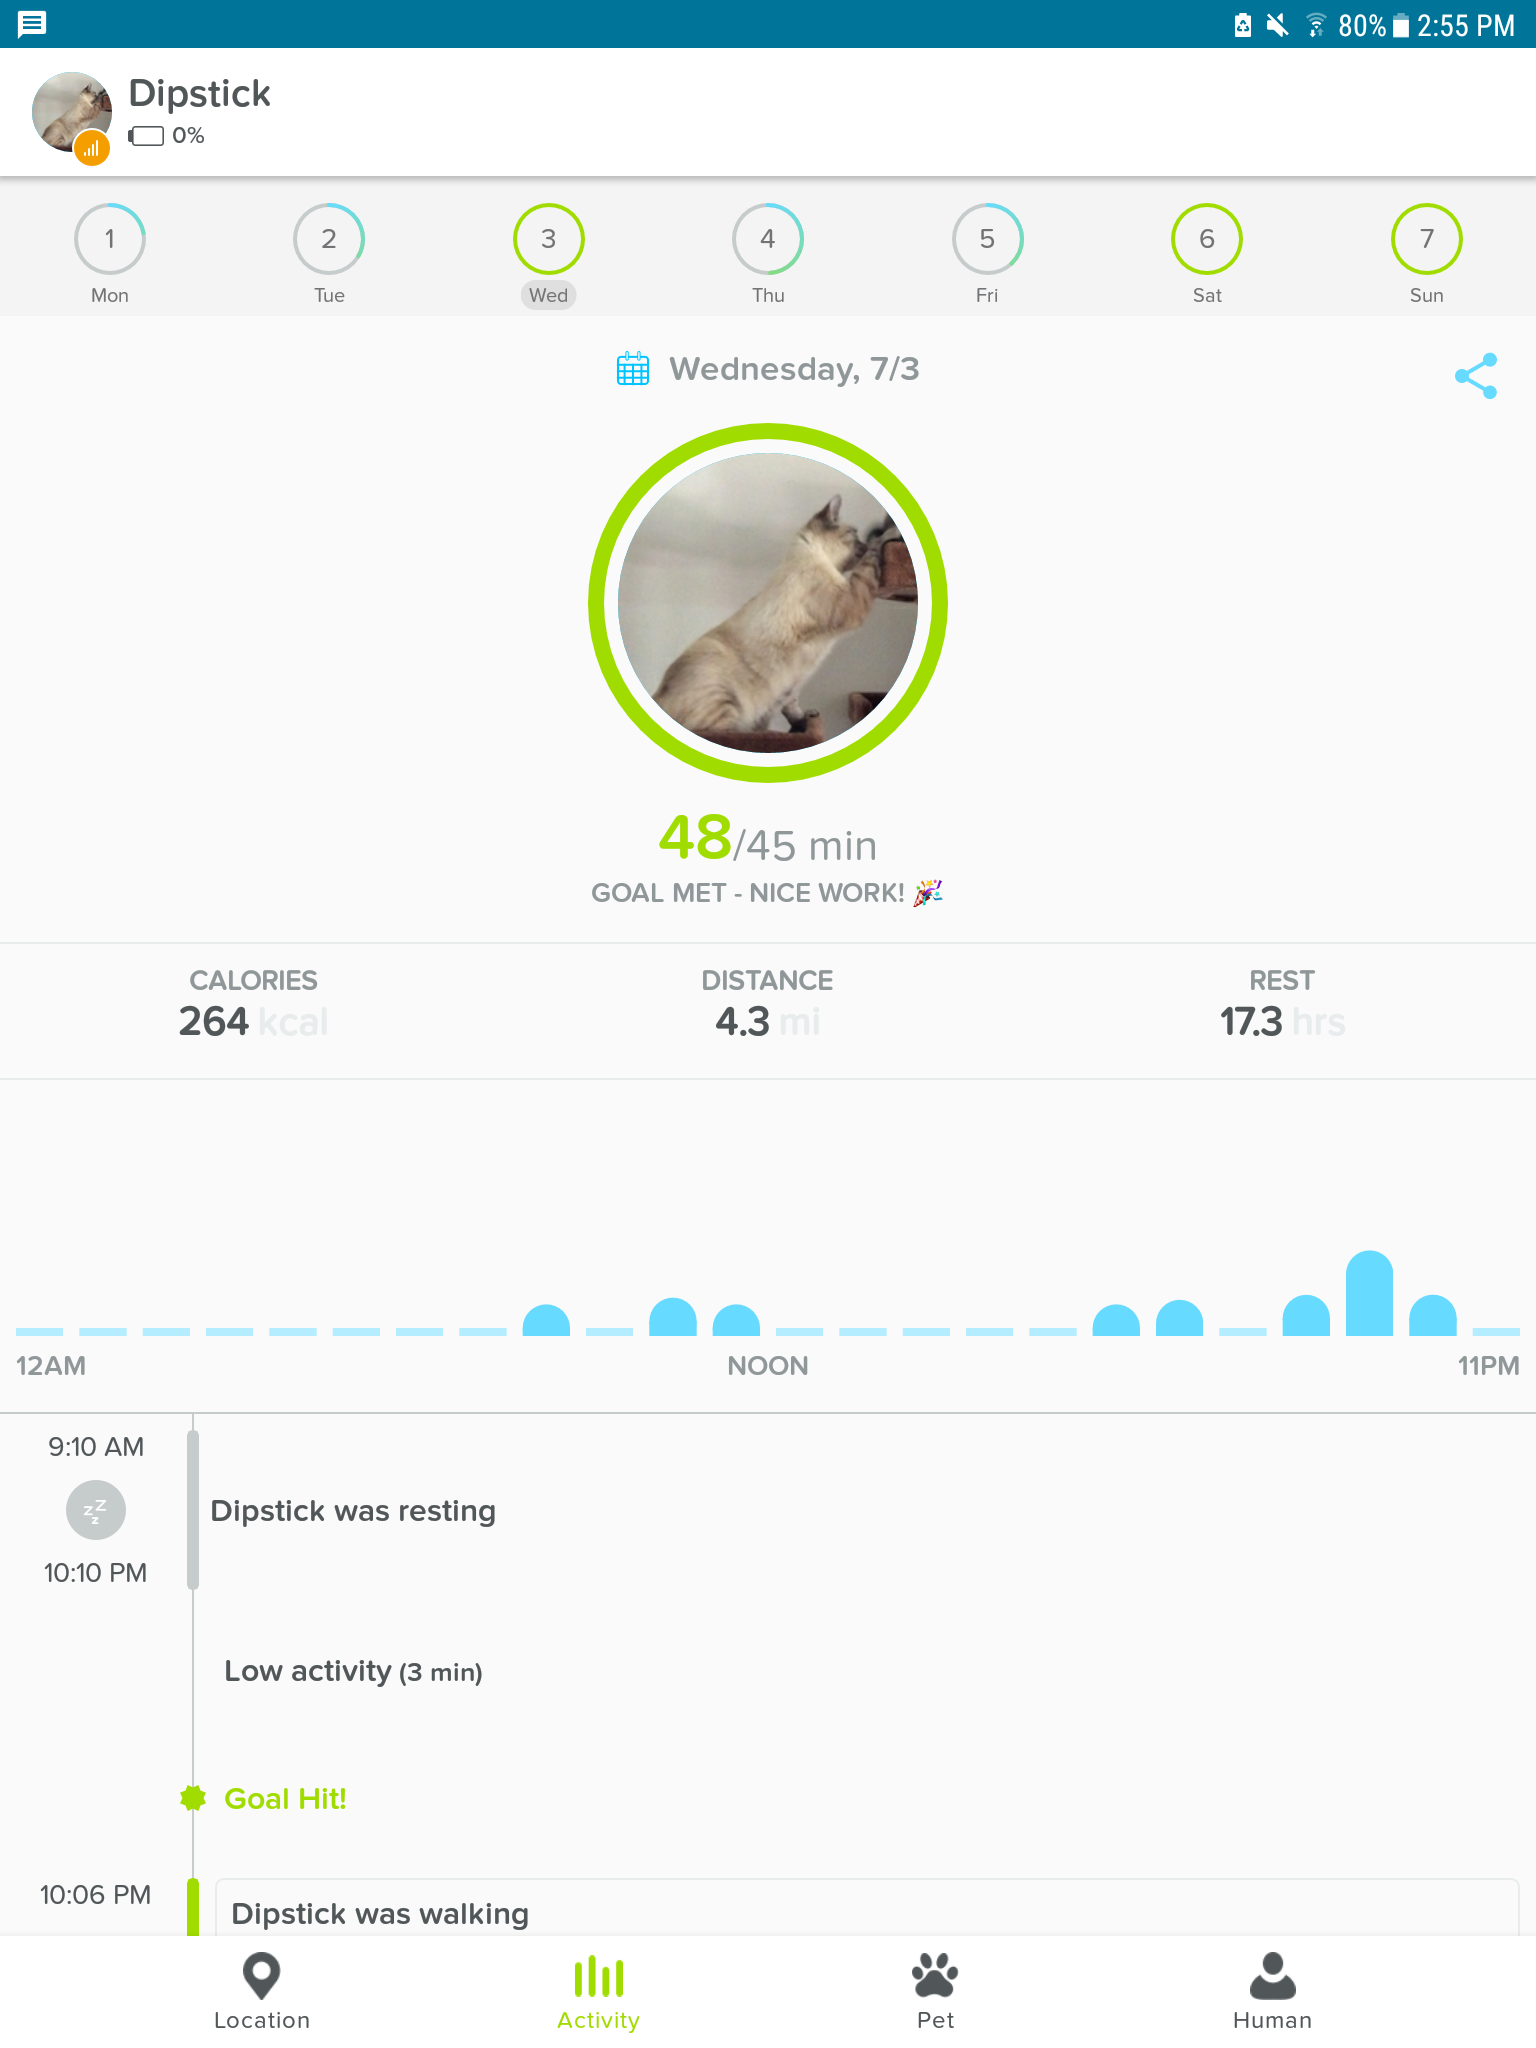 80% 2:55 PM
Dipstick
0%
1 2 3 4 5 6 7
Mon Tue Wed Thu Fri Sat Sun
Wednesday, 7/3
48/45 min
GOAL MET - NICE WORK! 🎉
CALORIES DISTANCE REST
264 kcal 4.3 mi 17.3 hrs
12AM NOON 11PM
9:10 AM
zZz
Dipstick was resting
10:10 PM
Low activity (3 min)
Goal Hit!
10:06 PM
Dipstick was walking
Location Activity Pet Human